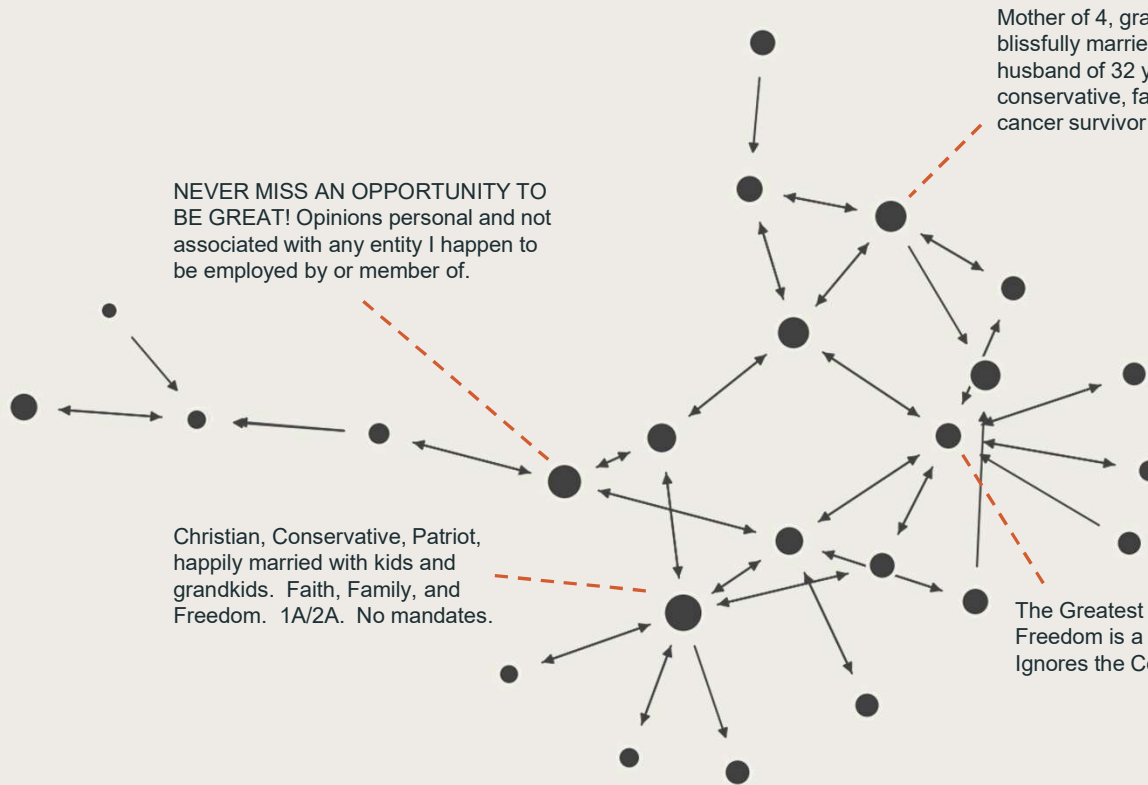 Mother of 4, gra
blissfully marrie
husband of 32 y
conservative, fa
cancer survivor
NEVER MISS AN OPPORTUNITY TO
BE GREAT! Opinions personal and not
associated with any entity I happen to
be employed by or member of.
Christian, Conservative, Patriot,
happily married with kids and
grandkids.  Faith, Family, and
Freedom.  1A/2A.  No mandates.
The Greatest
Freedom is a
Ignores the C